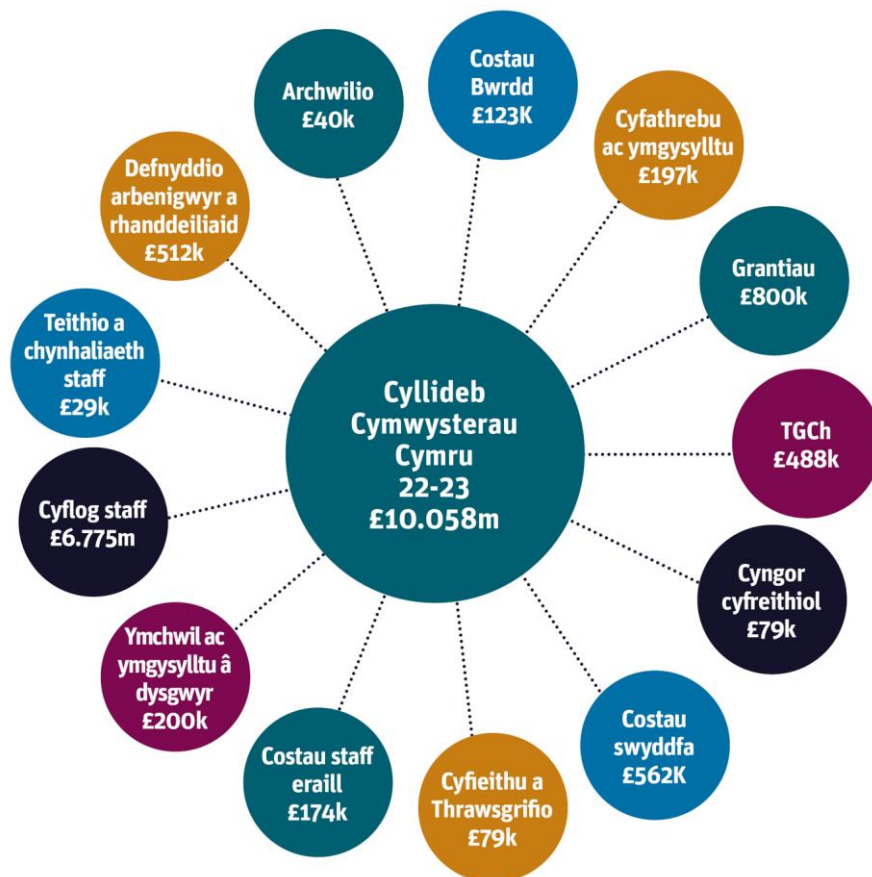 Cyllideb
Cymwysterau
Cymru
22-23
£10.058m
Costau
Bwrdd
£123K
Cyfathrebu
ac ymgysylltu
£197k
Grantiau
£800k
TGCh
£488k
Cyngor
cyfreithiol
£79k
Costau
swyddfa
£562K
Cyfieithu a
Thrawsgrifio
£79k
Costau staff
eraill
£174k
Ymchwil ac
ymgysylltu â
dysgwyr
£200k
Cyflog staff
£6.775m
Teithio a
chynhaliaeth
staff
£29k
Defnyddio
arbenigwyr a
rhanddeiliaid
£512k
Archwilio
£40k